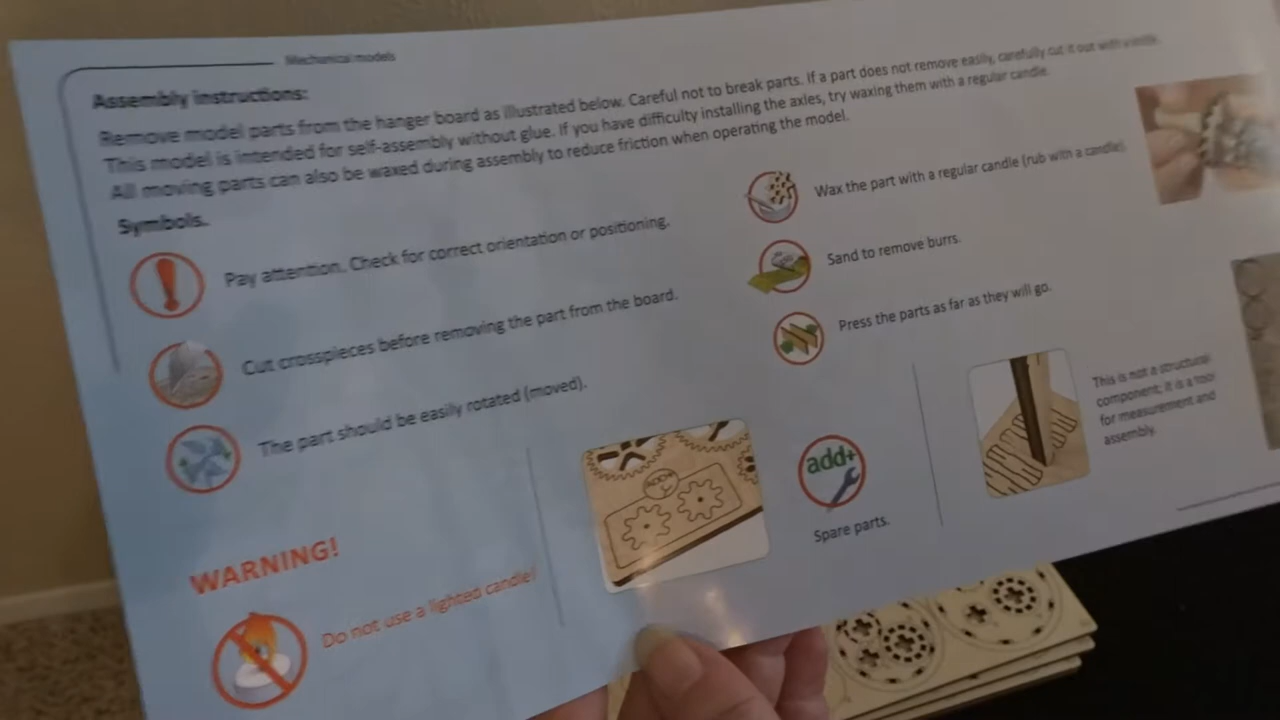 Mechanical models
Assembly instructions:
Remove model parts from the hanger board as illustrated below. Careful not to break parts. If a part does not remove easily, carefully cut it out with a knife.
This model is intended for self-assembly without glue. If you have difficulty installing the axles, try waxing them with a regular candle.
All moving parts can also be waxed during assembly to reduce friction when operating the model.
Symbols.
Pay attention. Check for correct orientation or positioning.
Cut crosspieces before removing the part from the board.
The part should be easily rotated (moved).
Wax the part with a regular candle (rub with a candle).
Sand to remove burrs.
Press the parts as far as they will go.
WARNING!
Do not use a lighted candle!
add+
Spare parts.
This is not a structural
component; it is a tool
for measurement and
assembly.